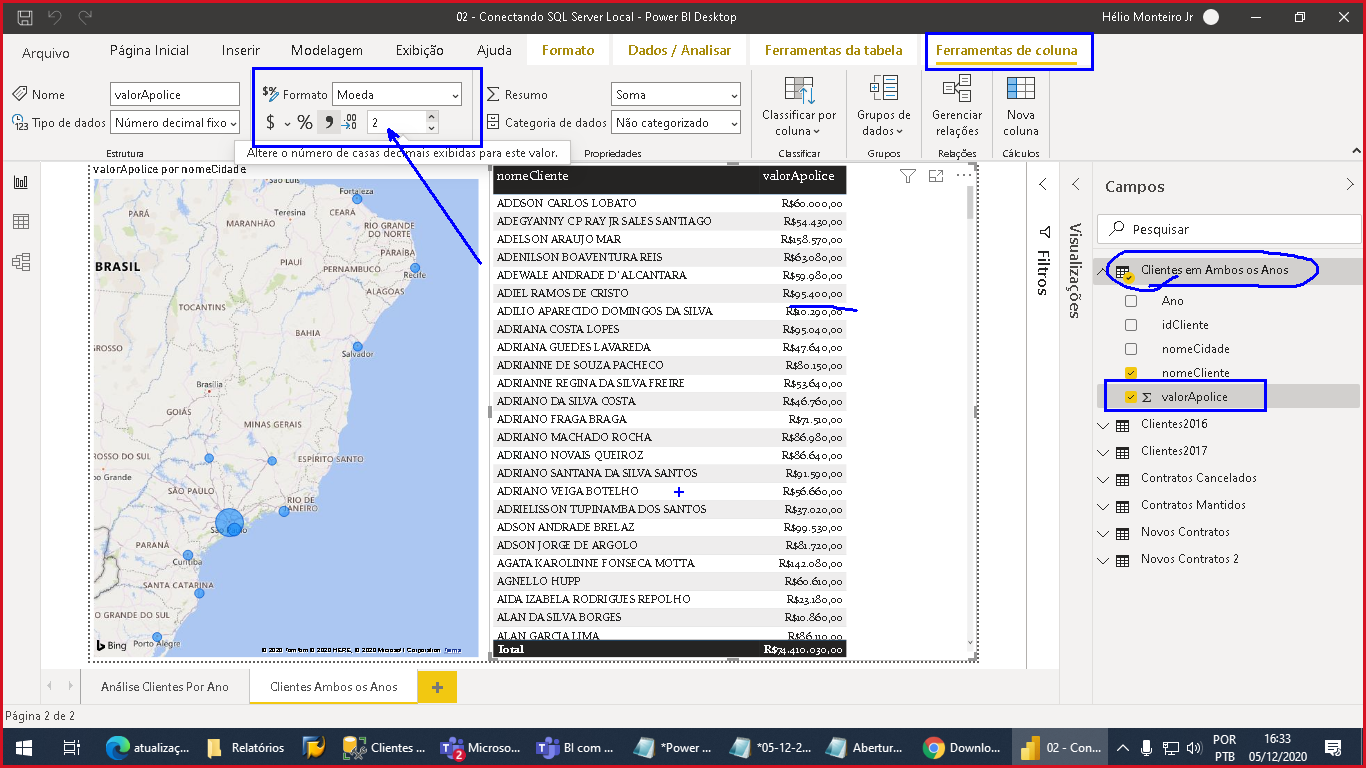 02 - Conectando SQL Server Local - Power BI Desktop
Hélio Monteiro Jr
Arquivo Página Inicial Inserir Modelagem Exibição Ajuda Formato Dados / Analisar Ferramentas da tabela Ferramentas de coluna
Nome valorApolice
Tipo de dados Número decimal fixo
Estrutura
Formato Moeda
$ % 9 .00 2
Altere o número de casas decimais exibidas para este valor.
Resumo Soma
Categoria de dados Não categorizado
Propriedades
Classificar por
coluna
Classificar
Grupos de
dados
Grupos
Gerenciar
relações
Relações
Nova
coluna
Cálculos
valorApolice por nomeCidade
São Luís
Fortaleza
PARÁ
Teresina
CEARÁ
MARANHÃO
RIO GRANDE
DO NORTE
PIAUÍ
PERNAMBUCO
BRASIL
Recife
TOCANTINS
GROSSO
BAHIA
Salvador
Brasília
GOIÁS
MINAS GERAIS
ESPÍRITO SANTO
SSO DO SUL
po Grande
SÃO PAULO
RIO DE
JANEIRO
São Paulo
PARANÁ
Curitiba
SANTA CATARINA
RIO GRANDE DO SUL
Porto Alegre
Bing
© 2020 TomTom © 2020 HERE, © 2020 Microsoft Corporation Terms
nomeCliente valorApolice
ADDSON CARLOS LOBATO R$60.000,00
ADEGYANNY C P RAY JR SALES SANTIAGO R$54.430,00
ADELSON ARAUJO MAR R$158.570,00
ADENILSON BOAVENTURA REIS R$63.080,00
ADEWALE ANDRADE D'ALCANTARA R$59.980,00
ADIEL RAMOS DE CRISTO R$95.400,00
ADILIO APARECIDO DOMINGOS DA SILVA R$10.290,00
ADRIANA COSTA LOPES R$95.040,00
ADRIANA GUEDES LAVAREDA R$47.640,00
ADRIANNE DE SOUZA PACHECO R$80.150,00
ADRIANNE REGINA DA SILVA FREIRE R$53.640,00
ADRIANO DA SILVA COSTA R$46.760,00
ADRIANO FRAGA BRAGA R$71.510,00
ADRIANO MACHADO ROCHA R$86.980,00
ADRIANO NOVAIS QUEIROZ R$86.640,00
ADRIANO SANTANA DA SILVA SANTOS R$91.590,00
ADRIANO VEIGA BOTELHO R$56.660,00
ADRIELISSON TUPINAMBA DOS SANTOS R$37.020,00
ADSON ANDRADE BRELAZ R$99.530,00
ADSON JORGE DE ARGOLO R$81.720,00
AGATA KAROLINNE FONSECA MOTTA R$142.080,00
AGNELLO HUPP R$60.610,00
AIDA IZABELA RODRIGUES REPOLHO R$23.180,00
ALAN DA SILVA BORGES R$10.860,00
ALAN GARCIA LIMA R$86.110,00
Total R$74.410.030,00
Filtros
Visualizações
Campos
Pesquisar
Clientes em Ambos os Anos
Ano
idCliente
nomeCidade
nomeCliente
Σ valorApolice
Clientes2016
Clientes2017
Contratos Cancelados
Contratos Mantidos
Novos Contratos
Novos Contratos 2
Análise Clientes Por Ano Clientes Ambos os Anos +
Página 2 de 2
atualizaç... Relatórios Clientes ... Microso... 2 BI com ... *Power ... *05-12-2... Abertur... Downlo... 02 - Con...
POR
PTB
16:33
05/12/2020